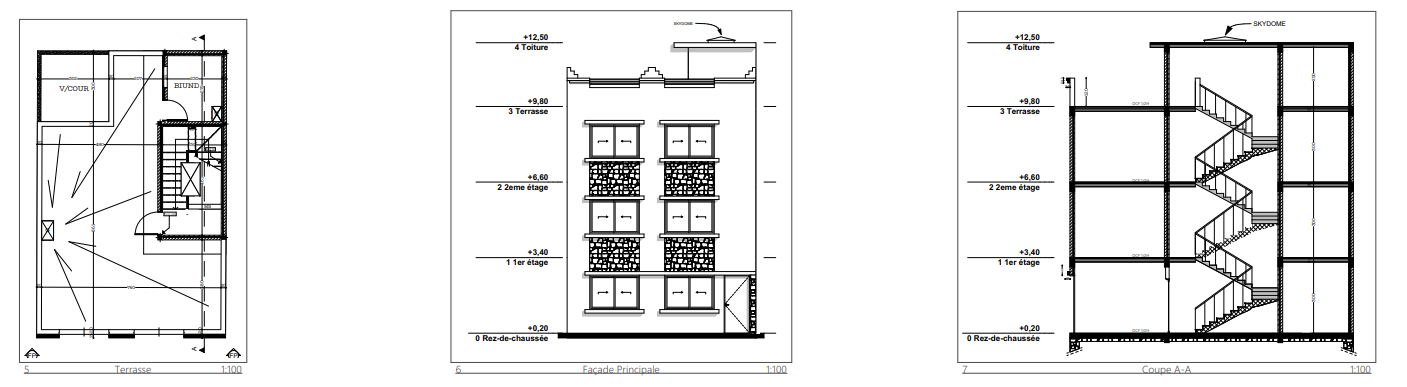 V/COUR
BIUND
A
A
FP
FP
5 Terrasse 1:100
SKYDOME
+12,50
4 Toiture
+9,80
3 Terrasse
+6,60
2 2eme étage
+3,40
1 1er étage
+0,20
0 Rez-de-chaussée
6 Façade Principale 1:100
SKYDOME
+12,50
4 Toiture
+9,80
3 Terrasse
+6,60
2 2eme étage
+3,40
1 1er étage
+0,20
0 Rez-de-chaussée
7 Coupe A-A 1:100